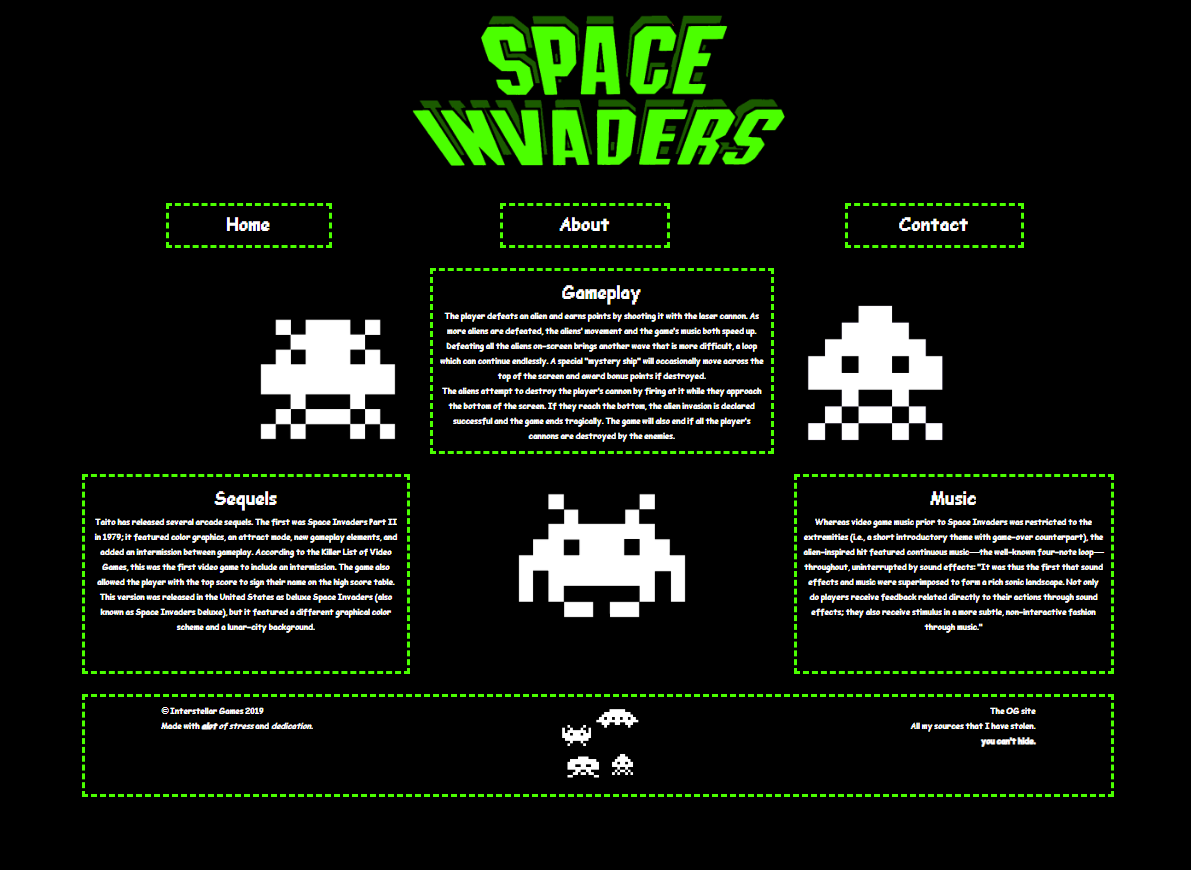 SPACE
INVADERS
Home
About
Contact
Gameplay
The player defeats an alien and earns points by shooting it with the laser cannon. As
more aliens are defeated, the aliens' movement and the game's music both speed up.
Defeating all the aliens on-screen brings another wave that is more difficult, a loop
which can continue endlessly. A special "mystery ship" will occasionally move across the
top of the screen and award bonus points if destroyed.
The aliens attempt to destroy the player's cannon by firing at it while they approach
the bottom of the screen. If they reach the bottom, the alien invasion is declared
successful and the game ends tragically. The game will also end if all the player's
cannons are destroyed by the enemies.
Sequels
Taito has released several arcade sequels. The first was Space Invaders Part II
in 1979; it featured color graphics, an attract mode, new gameplay elements, and
added an intermission between gameplay. According to the Killer List of Video
Games, this was the first video game to include an intermission. The game also
allowed the player with the top score to sign their name on the high score table.
This version was released in the United States as Deluxe Space Invaders (also
known as Space Invaders Deluxe), but it featured a different graphical color
scheme and a lunar-city background.
Music
Whereas video game music prior to Space Invaders was restricted to the
extremities (i.e., a short introductory theme with game-over counterpart), the
alien-inspired hit featured continuous music—the well-known four-note loop—
throughout, uninterrupted by sound effects: "It was thus the first that sound
effects and music were superimposed to form a rich sonic landscape. Not only
do players receive feedback related directly to their actions through sound
effects; they also receive stimulus in a more subtle, non-interactive fashion
through music."
© Interstellar Games 2019
Made with alot of stress and dedication.
The OG site
All my sources that I have stolen.
you can't hide.